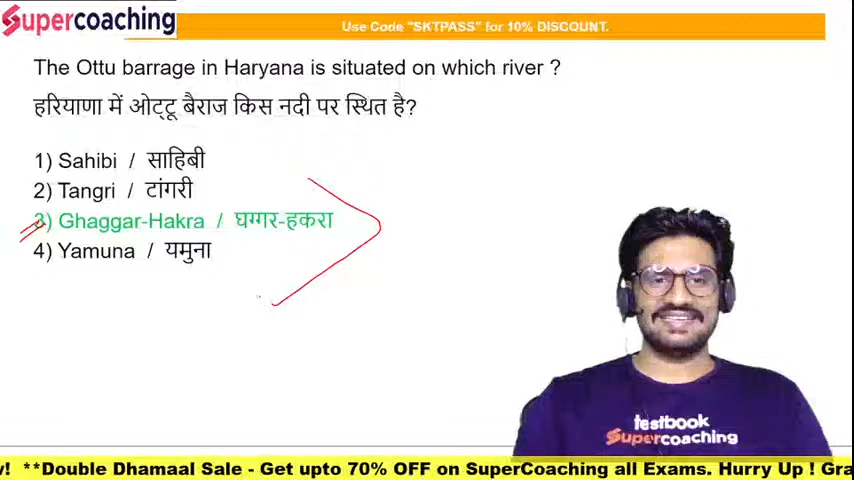 Supercoaching
Use Code "SKTPASS" for 10% DISCOUNT.
The Ottu barrage in Haryana is situated on which river ?
हरियाणा में ओट्टू बैराज किस नदी पर स्थित है?
1) Sahibi / साहिबी
2) Tangri / टांगरी
3) Ghaggar-Hakra / घग्गर-हकरा
4) Yamuna / यमुना
testbook
Supercoaching
y! **Double Dhamaal Sale - Get upto 70% OFF on SuperCoaching all Exams. Hurry Up ! Gra